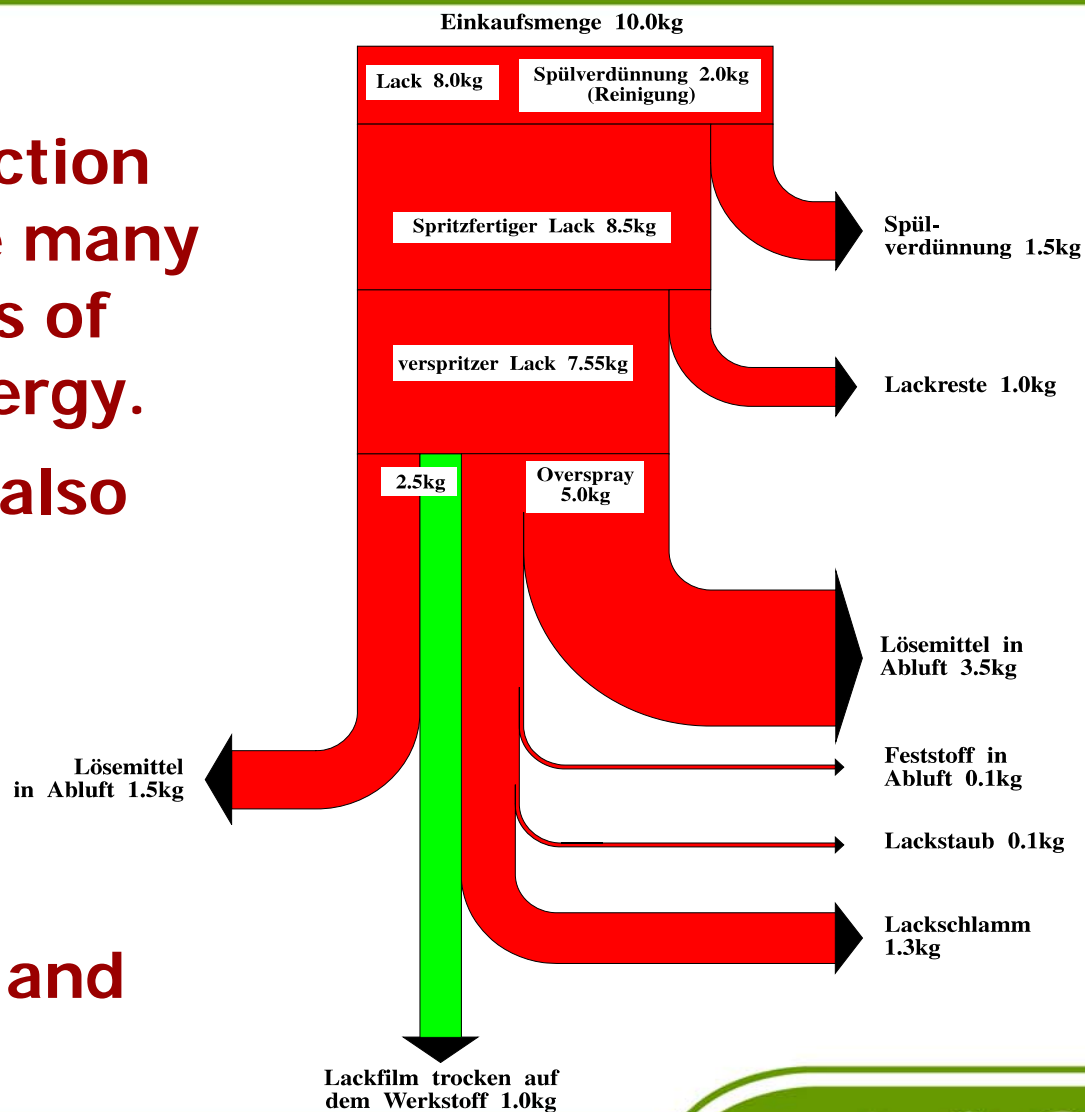 Einkaufsmenge 10.0kg
Lack 8.0kg
Spülverdünnung 2.0kg
(Reinigung)
ction
e many
Spritzfertiger Lack 8.5kg
Spül-
verdünnung 1.5kg
s of
ergy.
verspritzer Lack 7.55kg
Lackreste 1.0kg
also
2.5kg
Overspray
5.0kg
Lösemittel in
Abluft 3.5kg
Lösemittel
in Abluft 1.5kg
Feststoff in
Abluft 0.1kg
Lackstaub 0.1kg
Lackschlamm
1.3kg
and
Lackfilm trocken auf
dem Werkstoff 1.0kg